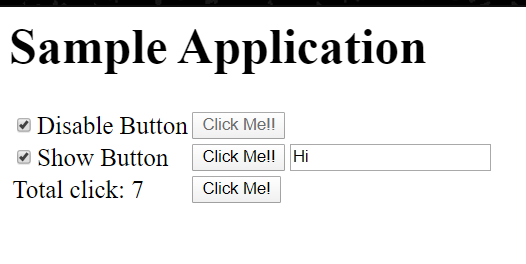 Sample Application
Disable Button Click Me!!
Show Button Click Me!! Hi
Total click: 7 Click Me!